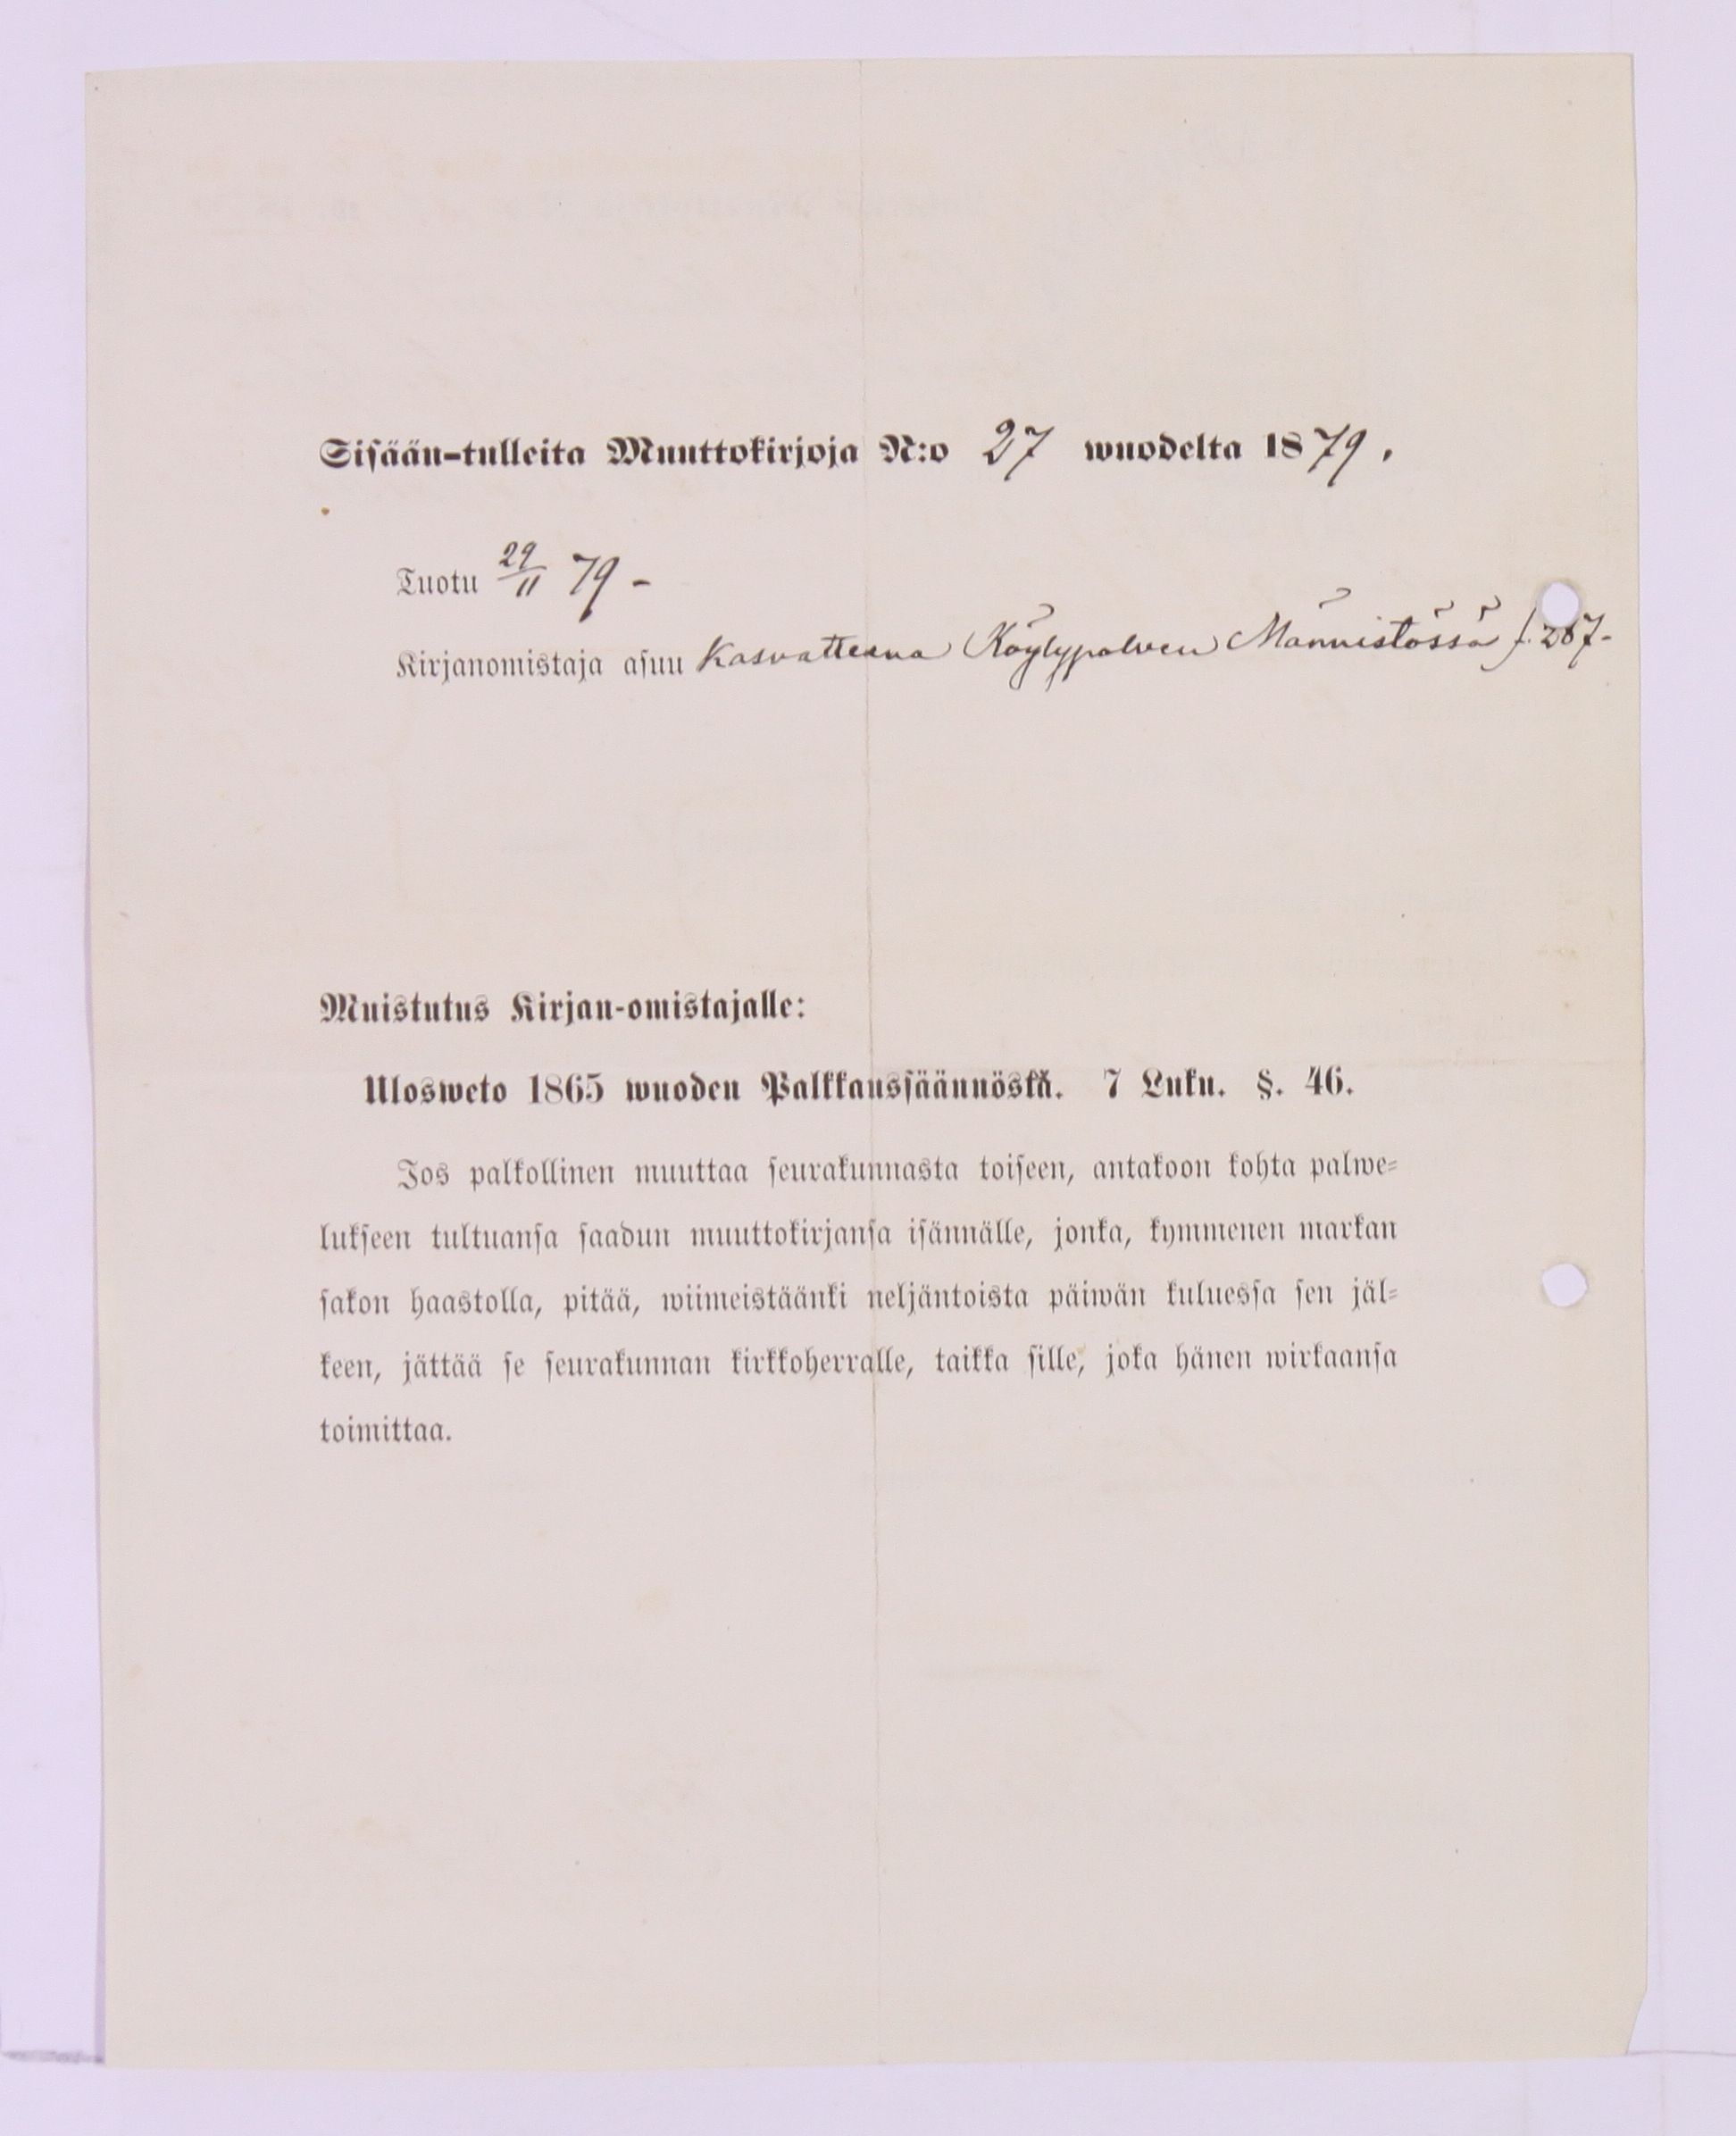 Sisään-tulleita Muuttokirjoja N:o 27 wuodelta 1879.
Tuotu 29/11 79 -
Kirjanomistaja asuu Kasvattina Köylypolven Männistössä f. 287-
Muistutus Kirjan-omistajalle:
Ulosweto 1865 wuoden Palkkaussäännöstä. 7 Luku. §. 46.
Jos palkollinen muuttaa seurakunnasta toiseen, antakoon kohta palwe=
lukseen tultuansa saadun muuttokirjansa isännälle, jonka, kymmenen markan
sakon haastolla, pitää, wiimeistäänki neljäntoista päiwän kuluessa sen jäl=
keen, jättää se seurakunnan kirkkoherralle, taikka sille, joka hänen wirkaansa
toimittaa.